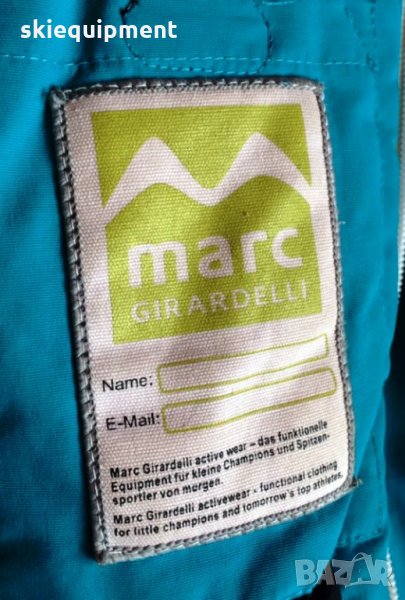 skiequipment
marc
GIRARDELLI
Name:
E-Mail:
Marc Girardelli active wear – das funktionelle
Equipment für kleine Champions und Spitzen-
sportler von morgen.
Marc Girardelli activewear - functional clothing
for little champions and tomorrow's top athletes.
BAZAR